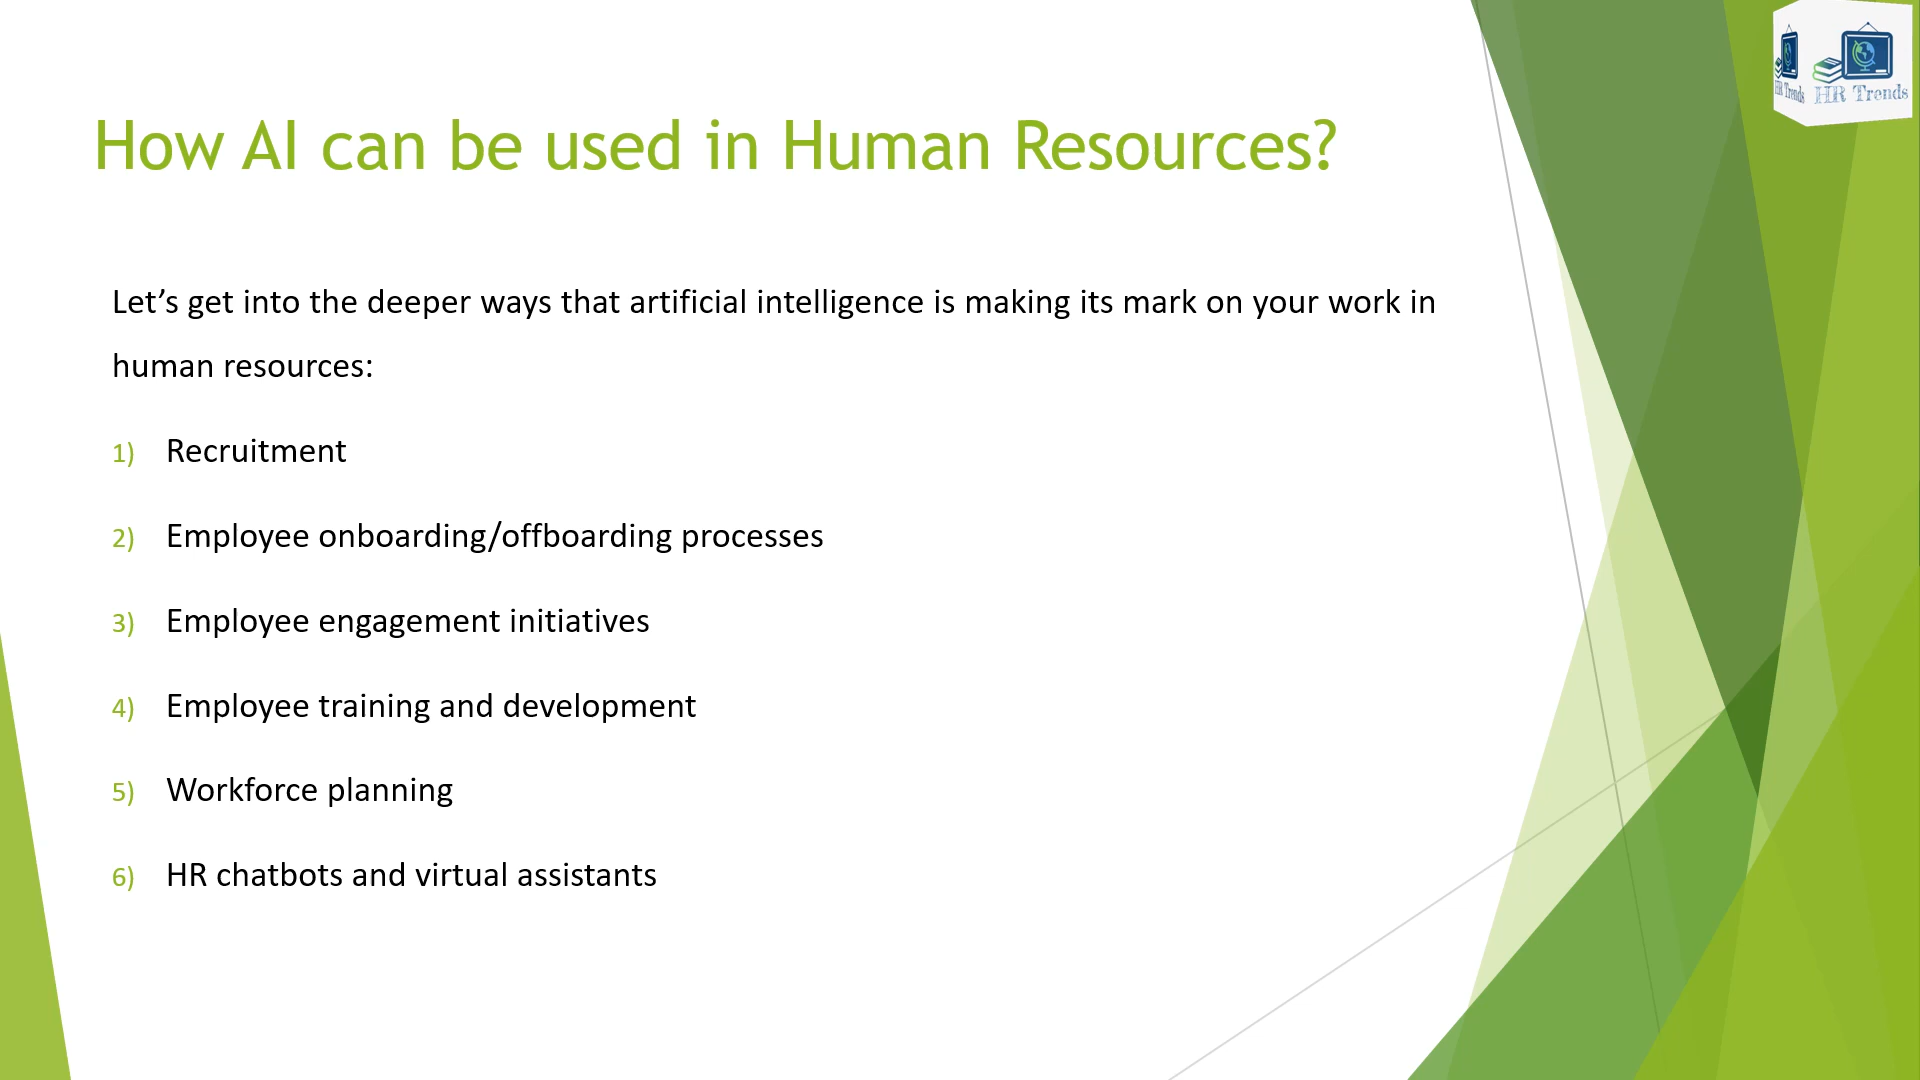 HR Trends
HR Trends
How AI can be used in Human Resources?
Let’s get into the deeper ways that artificial intelligence is making its mark on your work in
human resources:
1) Recruitment
2) Employee onboarding/offboarding processes
3) Employee engagement initiatives
4) Employee training and development
5) Workforce planning
6) HR chatbots and virtual assistants